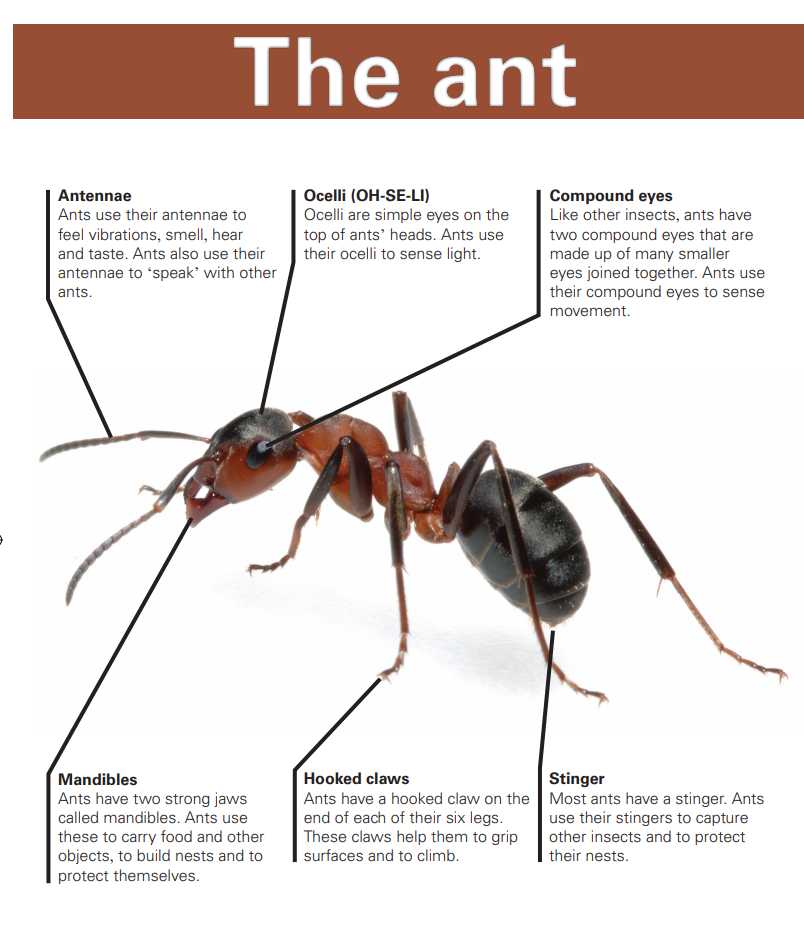 The ant
Antennae
Ants use their antennae to
feel vibrations, smell, hear
and taste. Ants also use their
antennae to ‘speak’ with other
ants.
Ocelli (OH-SE-LI)
Ocelli are simple eyes on the
top of ants’ heads. Ants use
their ocelli to sense light.
Compound eyes
Like other insects, ants have
two compound eyes that are
made up of many smaller
eyes joined together. Ants use
their compound eyes to sense
movement.
Mandibles
Ants have two strong jaws
called mandibles. Ants use
these to carry food and other
objects, to build nests and to
protect themselves.
Hooked claws
Ants have a hooked claw on the
end of each of their six legs.
These claws help them to grip
surfaces and to climb.
Stinger
Most ants have a stinger. Ants
use their stingers to capture
other insects and to protect
their nests.